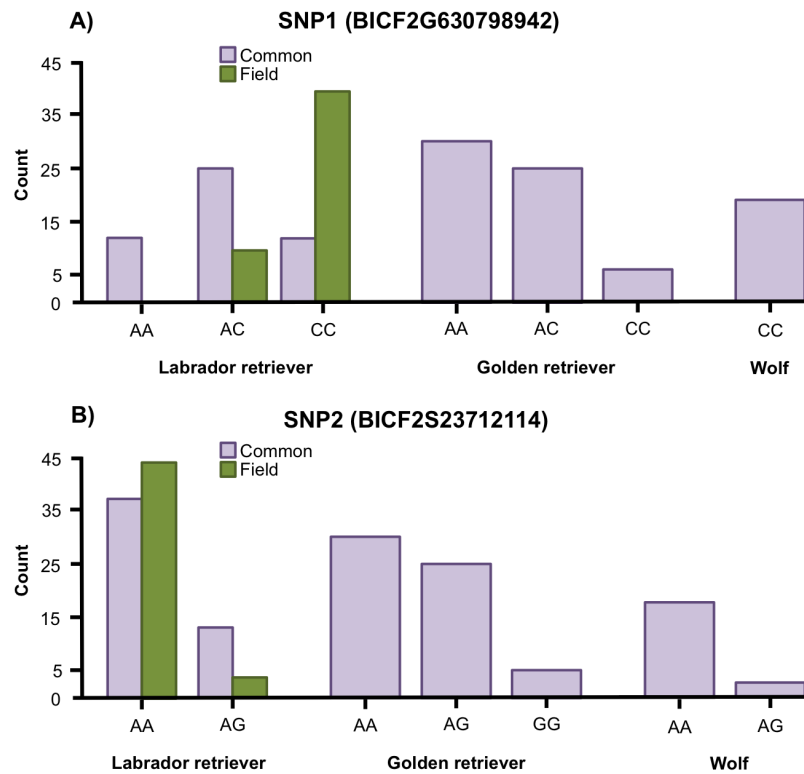 A)
SNP1 (BICF2G630798942)
Common
Field
45
35
25
15
5
0
Count
AA
AC
CC
AA
AC
CC
CC
Labrador retriever
Golden retriever
Wolf
B)
SNP2 (BICF2S23712114)
Common
Field
45
35
25
15
5
0
Count
AA
AG
AA
AG
GG
AA
AG
Labrador retriever
Golden retriever
Wolf